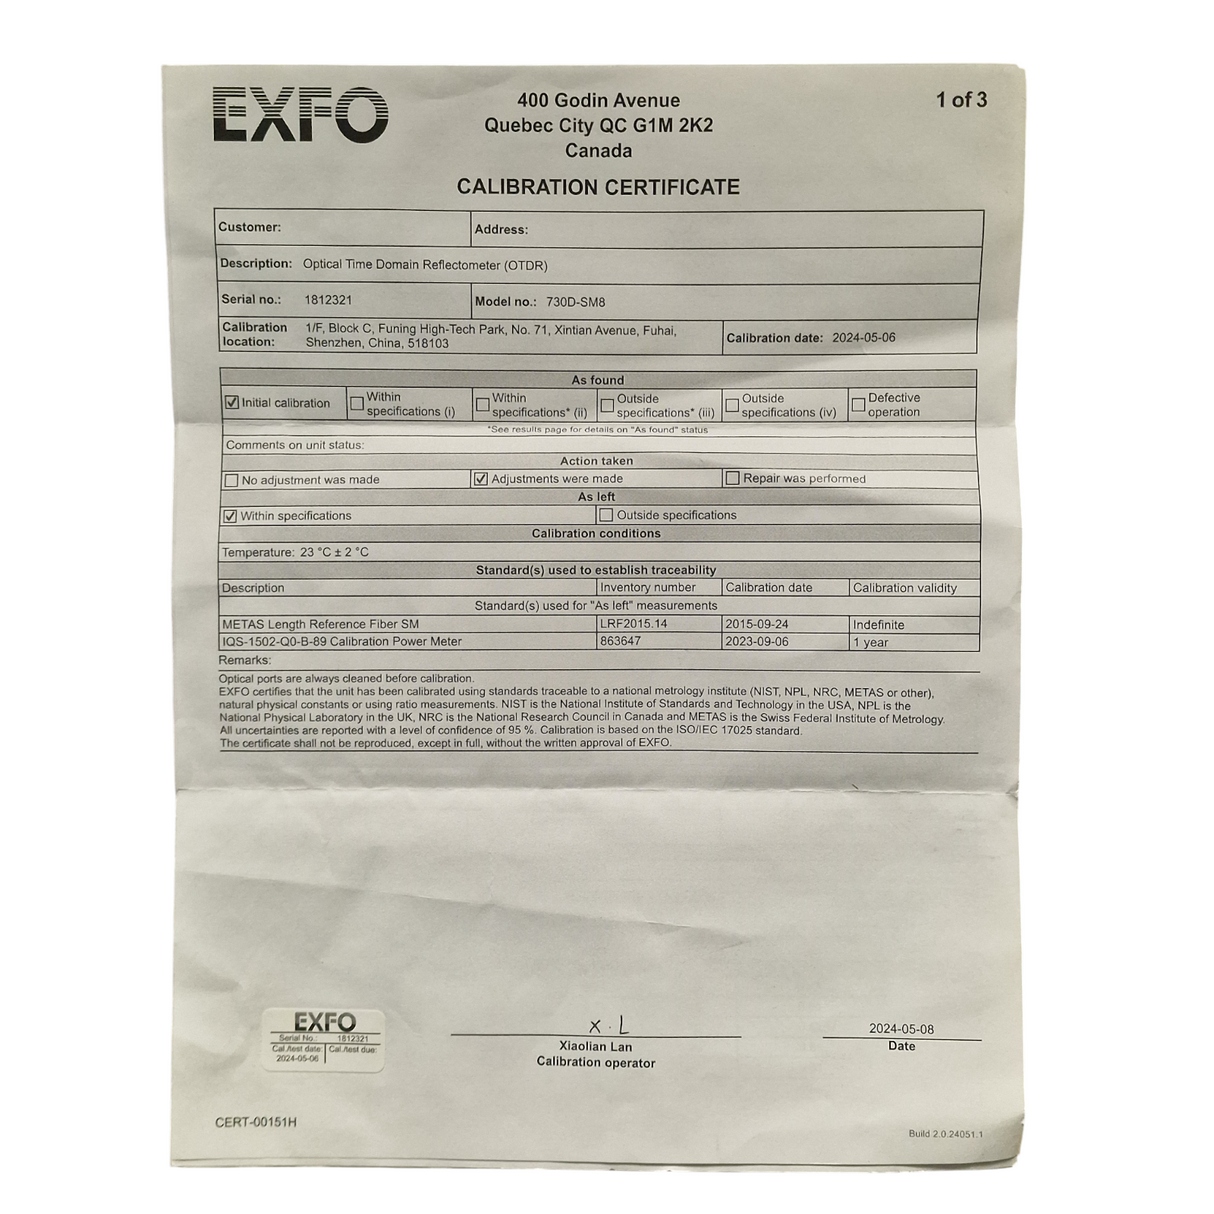 EXFO
400 Godin Avenue
Quebec City QC G1M 2K2
Canada
1 of 3
CALIBRATION CERTIFICATE
Customer: Address:
Description: Optical Time Domain Reflectometer (OTDR)
Serial no.: 1812321 Model no.: 730D-SM8
Calibration location: 1/F, Block C, Funing High-Tech Park, No. 71, Xintian Avenue, Fuhai,
Shenzhen, China, 518103
Calibration date: 2024-05-06
As found
Initial calibration
Within
specifications (i)
Within
specifications* (ii)
Outside
specifications* (iii)
Outside
specifications (iv)
Defective
operation
*See results page for details on "As found" status
Comments on unit status:
Action taken
No adjustment was made Adjustments were made Repair was performed
As left
Within specifications Outside specifications
Calibration conditions
Temperature: 23 °C ± 2 °C
Standard(s) used to establish traceability
Description Inventory number Calibration date Calibration validity
Standard(s) used for "As left" measurements
METAS Length Reference Fiber SM LRF2015.14 2015-09-24 Indefinite
IQS-1502-Q0-B-89 Calibration Power Meter 863647 2023-09-06 1 year
Remarks:
Optical ports are always cleaned before calibration.
EXFO certifies that the unit has been calibrated using standards traceable to a national metrology institute (NIST, NPL, NRC, METAS or other),
natural physical constants or using ratio measurements. NIST is the National Institute of Standards and Technology in the USA, NPL is the
National Physical Laboratory in the UK, NRC is the National Research Council in Canada and METAS is the Swiss Federal Institute of Metrology.
All uncertainties are reported with a level of confidence of 95 %. Calibration is based on the ISO/IEC 17025 standard.
The certificate shall not be reproduced, except in full, without the written approval of EXFO.
EXFO
Serial No.: 1812321
Cal./test date: Cal./test due:
2024-05-06
X. L
Xiaolian Lan
Calibration operator
2024-05-08
Date
CERT-00151H
Build 2.0.24051.1